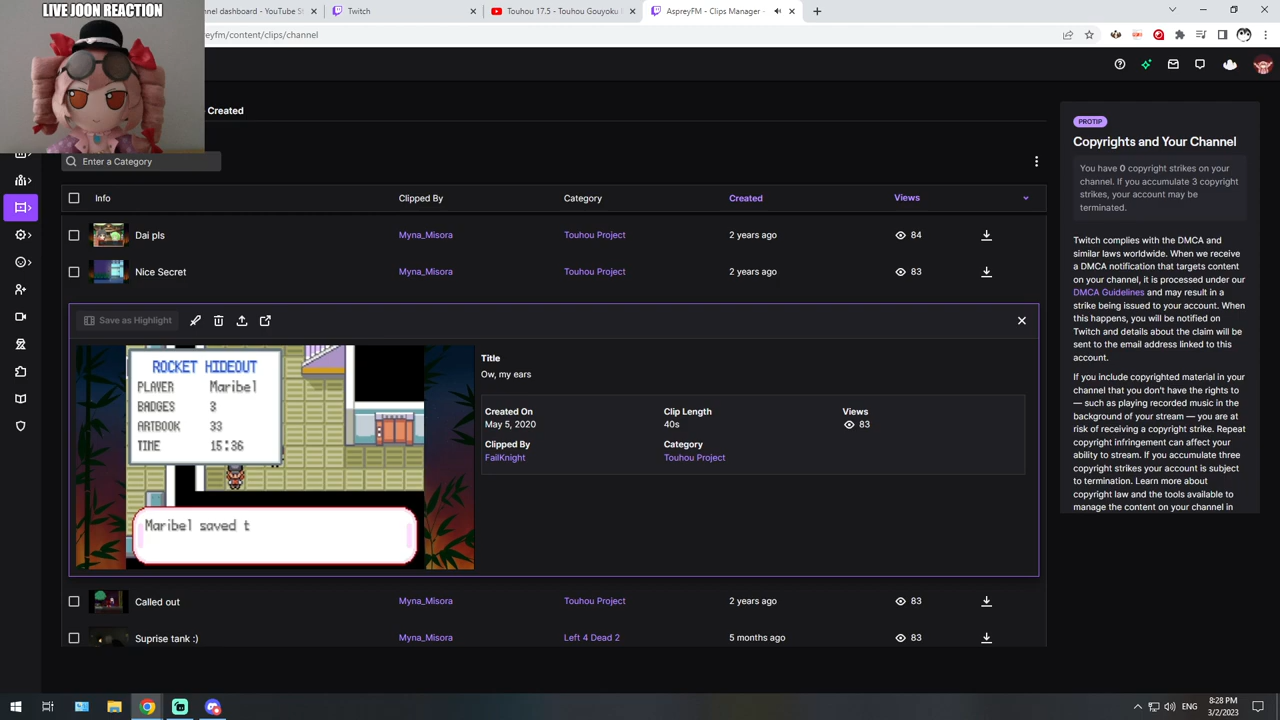 LIVE JOON REACTION
nnel dashboard - YouTube St
Twitch
Touhou 17.5 - Touhou Gouyoku I
AspreyFM - Clips Manager -
eyfm/content/clips/channel
Created
Enter a Category
Info
Clipped By
Category
Created
Views
Dai pls
Myna_Misora
Touhou Project
2 years ago
84
Nice Secret
Myna_Misora
Touhou Project
2 years ago
83
Save as Highlight
ROCKET HIDEOUT
PLAYER Maribel
BADGES 3
ARTBOOK 33
TIME 15:36
Maribel saved t
Title
Ow, my ears
Created On
May 5, 2020
Clip Length
40s
Views
83
Clipped By
FailKnight
Category
Touhou Project
Called out
Myna_Misora
Touhou Project
2 years ago
83
Suprise tank :)
Myna_Misora
Left 4 Dead 2
5 months ago
83
PROTIP
Copyrights and Your Channel
You have 0 copyright strikes on your
channel. If you accumulate 3 copyright
strikes, your account may be
terminated.
Twitch complies with the DMCA and
similar laws worldwide. When we receive
a DMCA notification that targets content
on your channel, it is processed under our
DMCA Guidelines and may result in a
strike being issued to your account. When
this happens, you will be notified on
Twitch and details about the claim will be
sent to the email address linked to this
account.
If you include copyrighted material in your
channel that you don't have the rights to
— such as playing recorded music in the
background of your stream — you are at
risk of receiving a copyright strike. Repeat
copyright infringement can affect your
ability to stream. If you accumulate three
copyright strikes your account is subject
to termination. Learn more about
copyright law and the tools available to
manage the content on your channel in
ENG
8:28 PM
3/2/2023